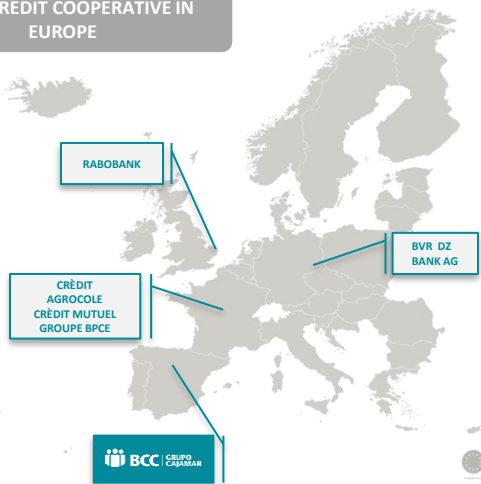 REDIT COOPERATIVE IN
EUROPE
RABOBANK
BVR DZ
BANK AG
CRÈDIT
AGROCOLE
CRÈDIT MUTUEL
GROUPE BPCE
BCC GRUPO
CAJAMAR